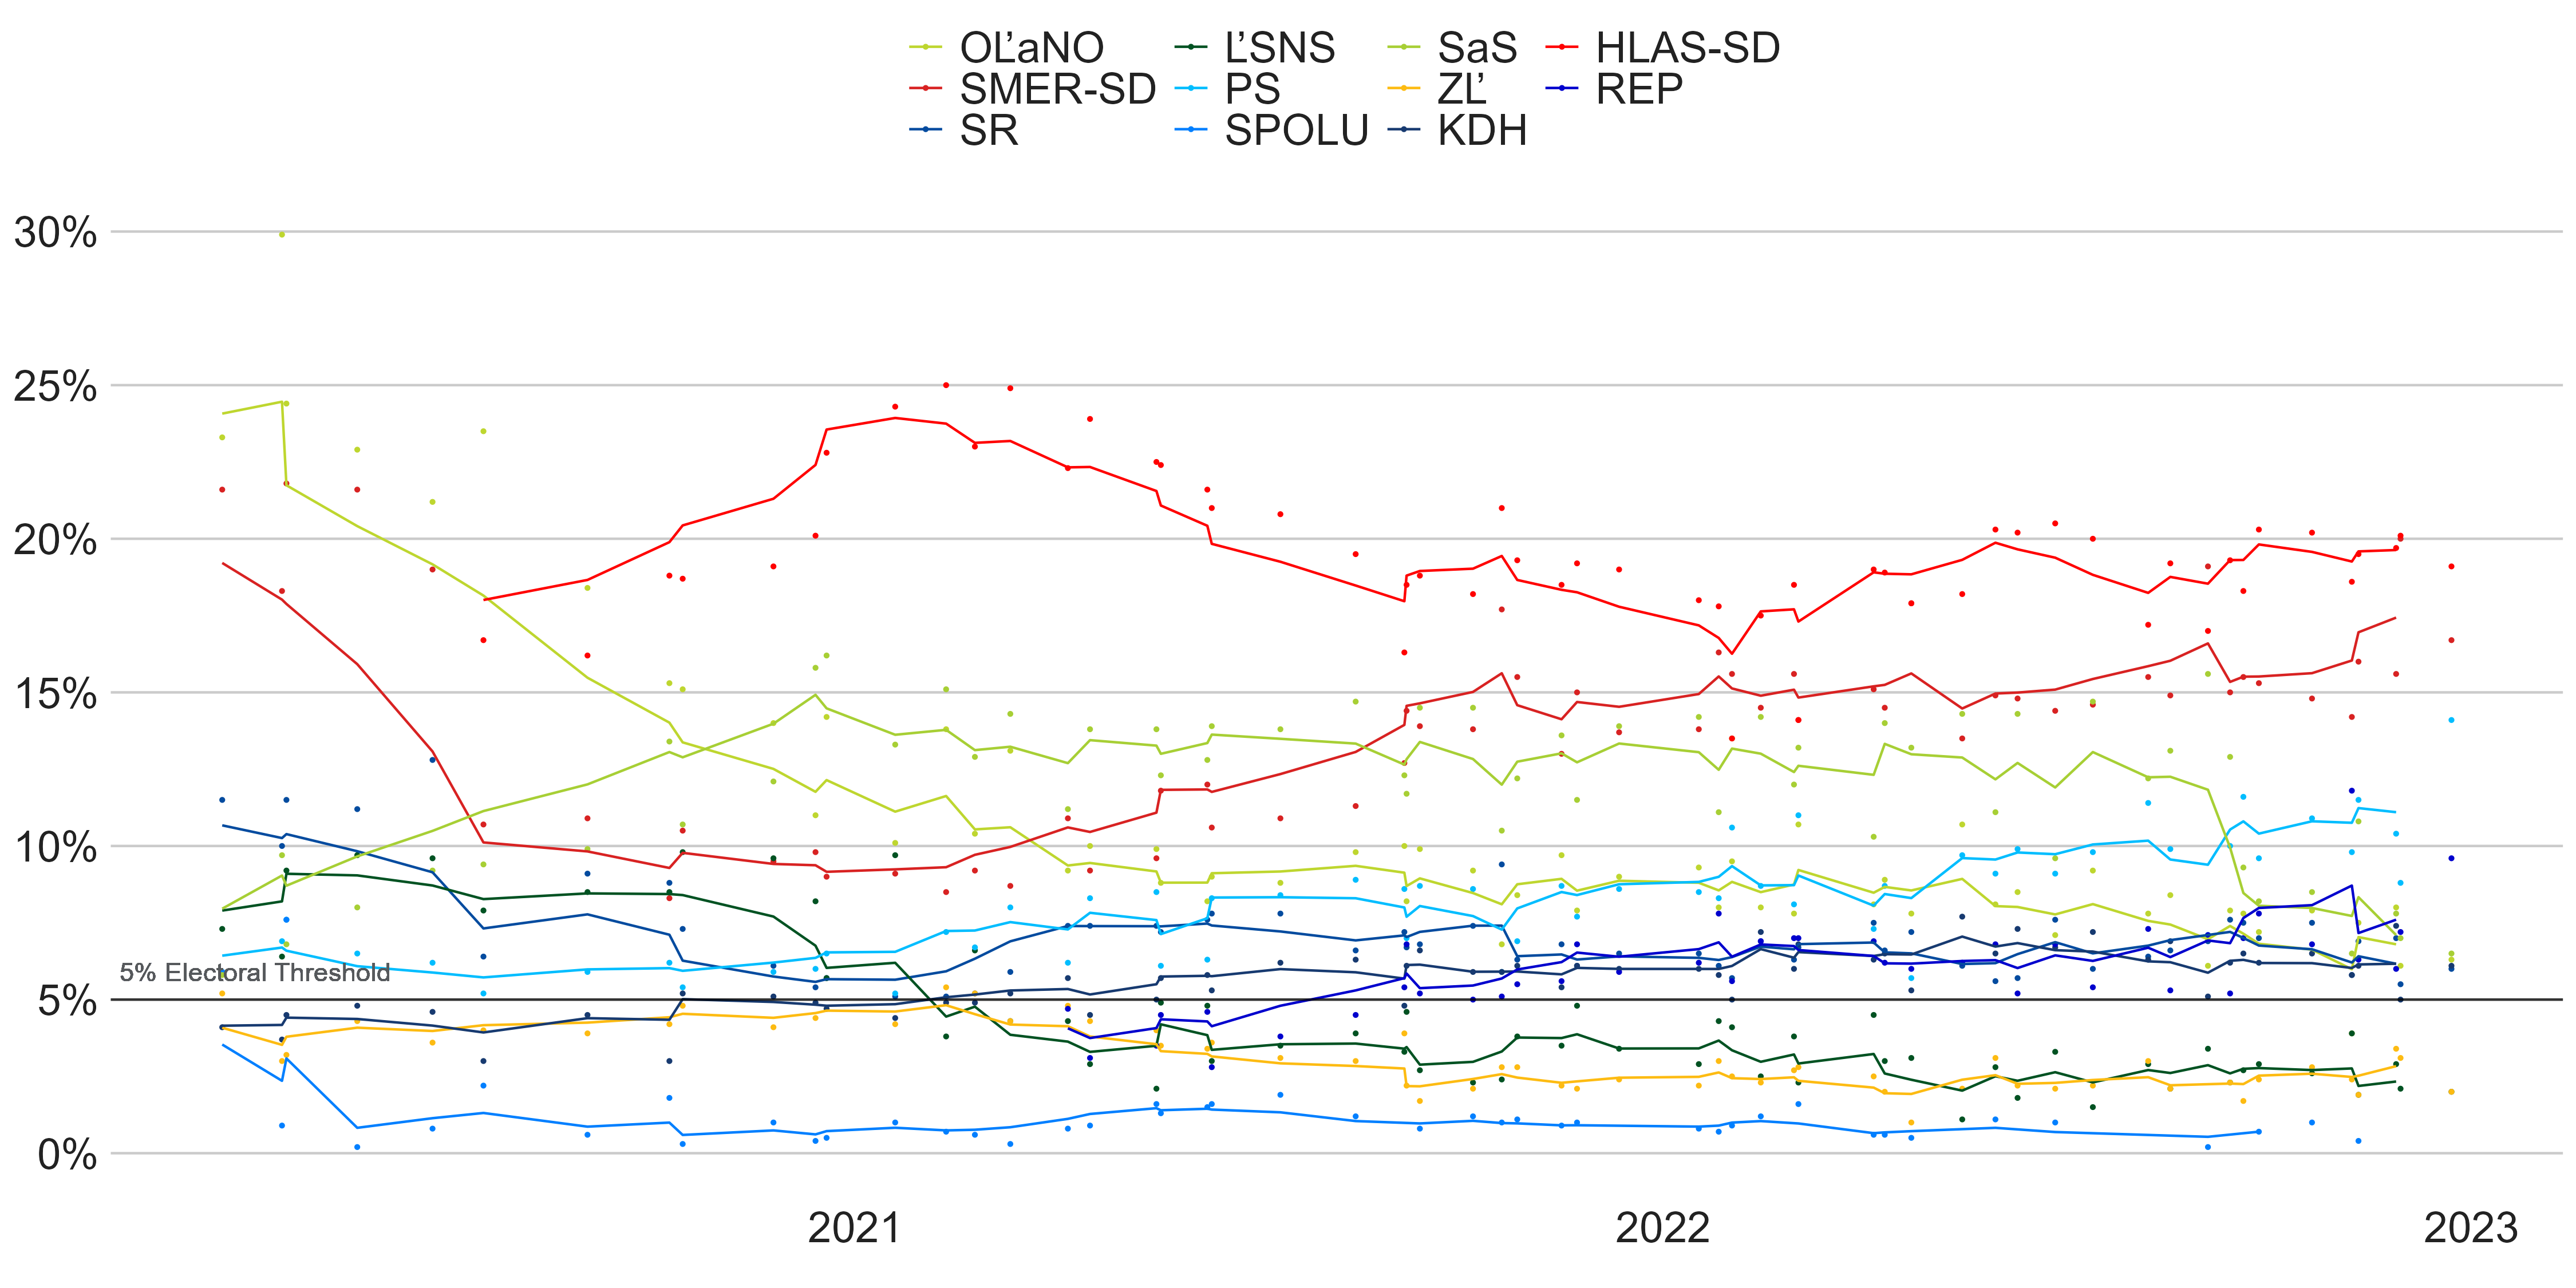 OĽaNO ĽSNS SaS HLAS-SD
SMER-SD PS ZĽ REP
SR SPOLU KDH
30%
25%
20%
15%
10%
5% Electoral Threshold
5%
0%
2021 2022 2023